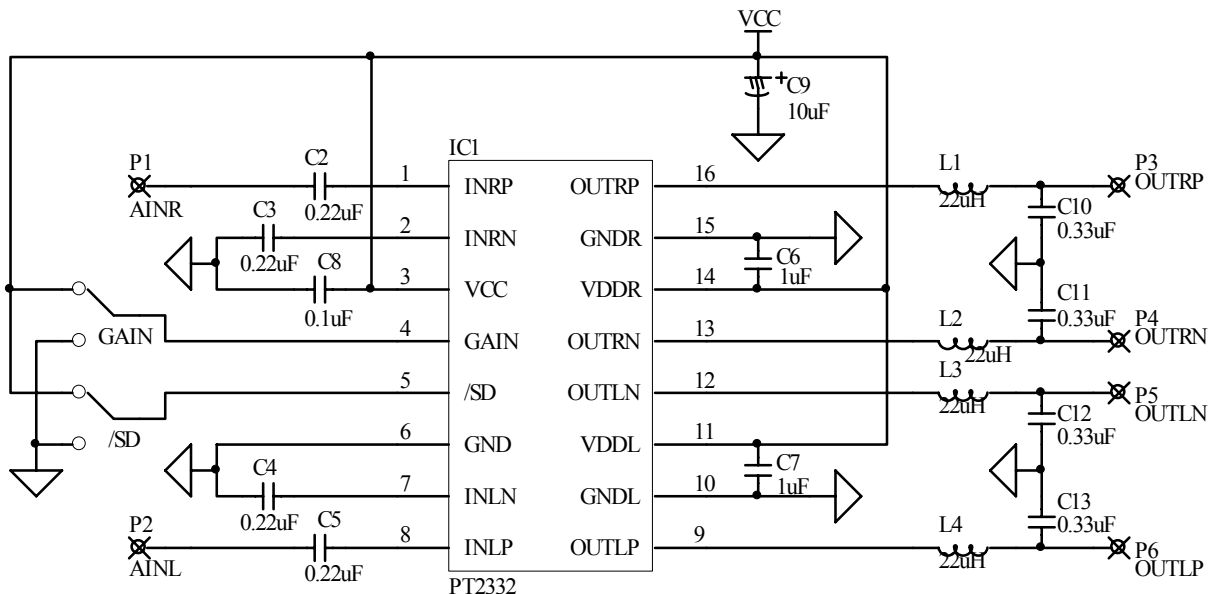 VCC
C9
10uF
IC1
P1
AINR
C2
0.22uF
1
INRP
OUTRP
16
L1
22uH
P3
OUTRP
C10
0.33uF
C3
0.22uF
2
INRN
GNDR
15
C6
1uF
C8
0.1uF
3
VCC
VDDR
14
C11
0.33uF
GAIN
4
GAIN
OUTRN
13
L2
22uH
P4
OUTRN
5
/SD
OUTLN
12
L3
22uH
P5
OUTLN
C12
0.33uF
/SD
6
GND
VDDL
11
C7
1uF
C4
0.22uF
7
INLN
GNDL
10
C13
0.33uF
P2
AINL
C5
0.22uF
8
INLP
OUTLP
9
L4
22uH
P6
OUTLP
PT2332